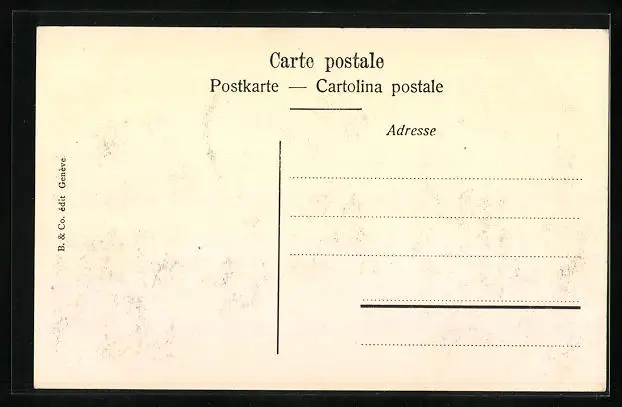 Carte postale
Postkarte — Cartolina postale
Adresse
B. & Co. édit Genève